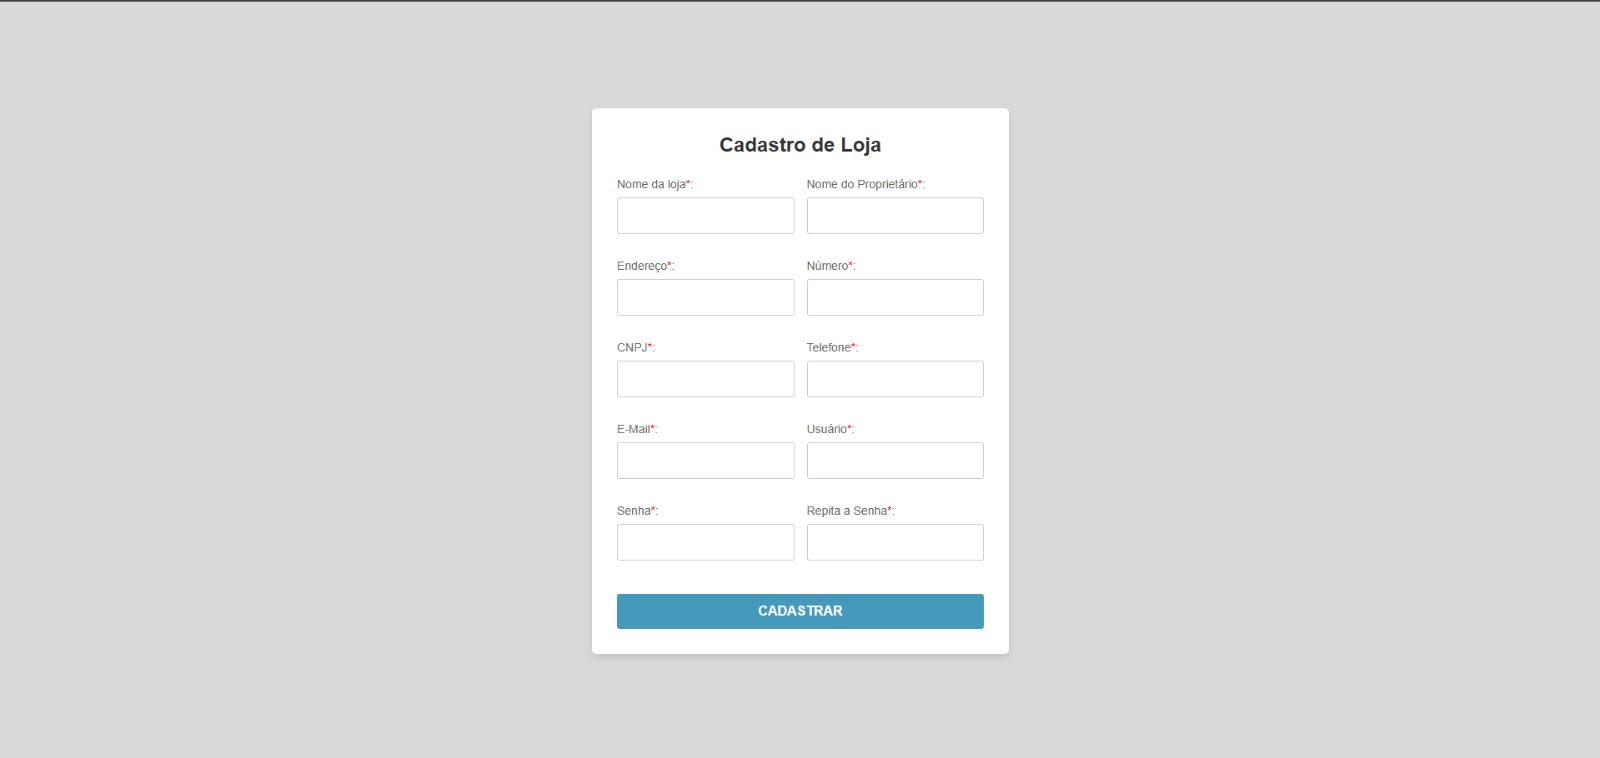 Cadastro de Loja
Nome da loja*: Nome do Proprietário*:
Endereço*: Número*:
CNPJ*: Telefone*:
E-Mail*: Usuário*:
Senha*: Repita a Senha*:
CADASTRAR